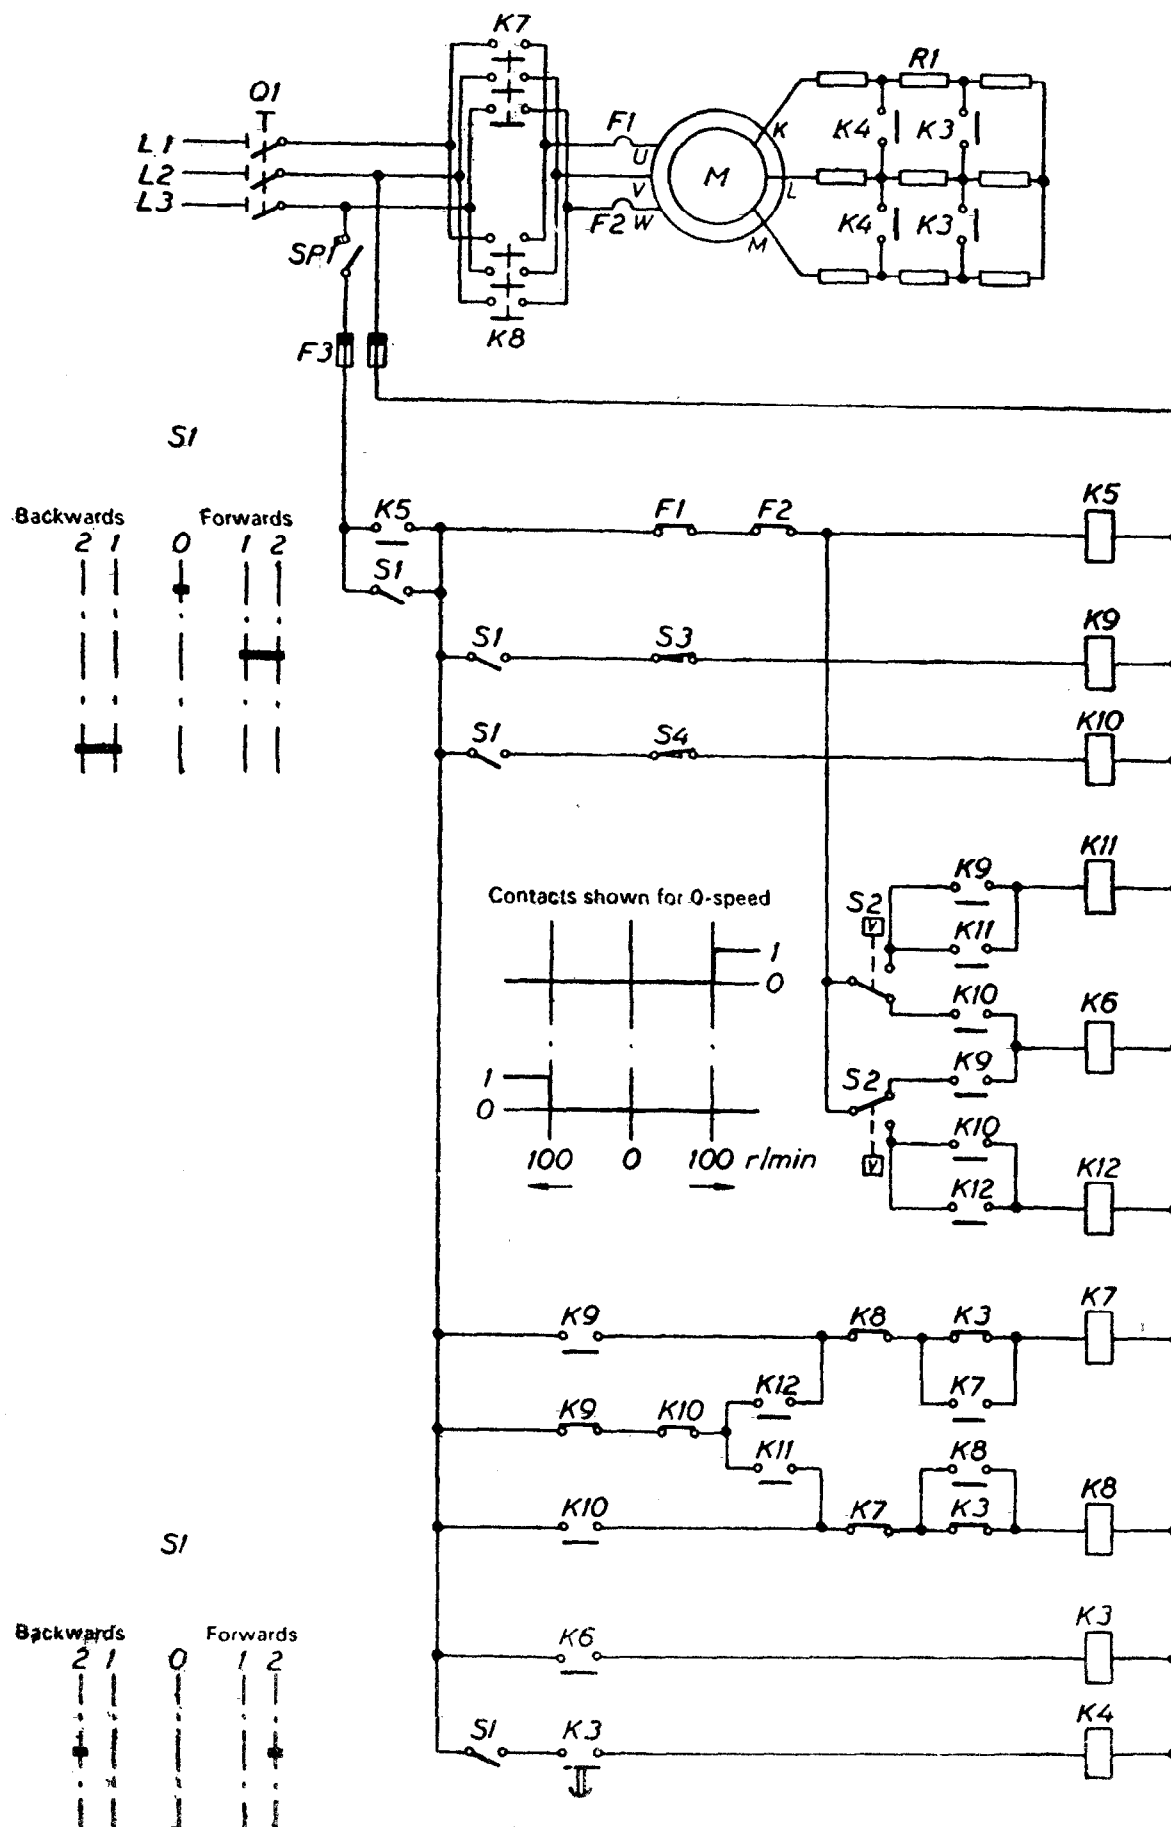 K7
R1
Q1
L1
F1
K4
K3
K
U
L2
M
V
L
L3
F2
W
M
K4
K3
SP1
K8
F3
S1
K5
F1
F2
K5
Backwards
Forwards
2 1 0 1 2
S1
K9
S1
S3
K10
S1
S4
K11
K9
Contacts shown for 0-speed
S2
V
K11
1
0
K10
K6
K9
1
S2
0
K10
100 0 100 r/min
V
K12
K12
K7
K9
K8
K3
K12
K7
K9
K10
K11
K8
K8
K10
K7
K3
S1
K3
Backwards
Forwards
K6
2 1 0 1 2
K4
S1
K3